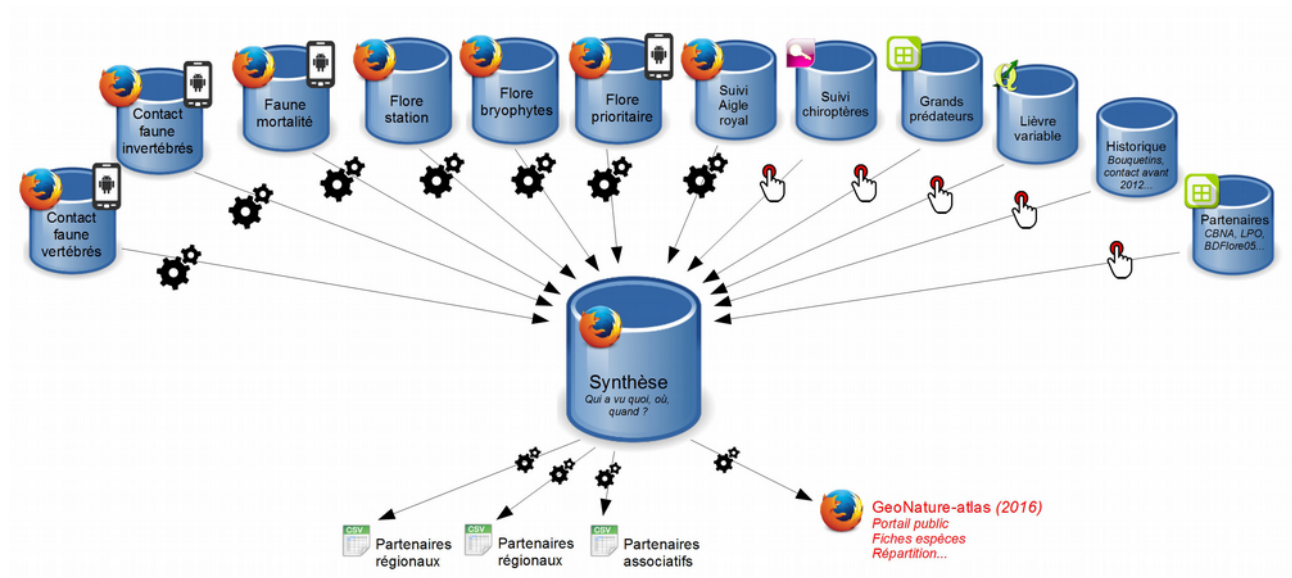 Contact
faune
vertébrés
Contact
faune
invertébrés
Faune
mortalité
Flore
station
Flore
bryophytes
Flore
prioritaire
Suivi
Aigle
royal
Suivi
chiroptères
Grands
prédateurs
Lièvre
variable
Historique
Bouquetins,
contact avant
2012...
Partenaires
CBNA, LPO,
BDFlore05...
Synthèse
Qui a vu quoi, où,
quand ?
CSV
Partenaires
régionaux
CSV
Partenaires
régionaux
CSV
Partenaires
associatifs
GeoNature-atlas (2016)
Portail public
Fiches espèces
Répartition...